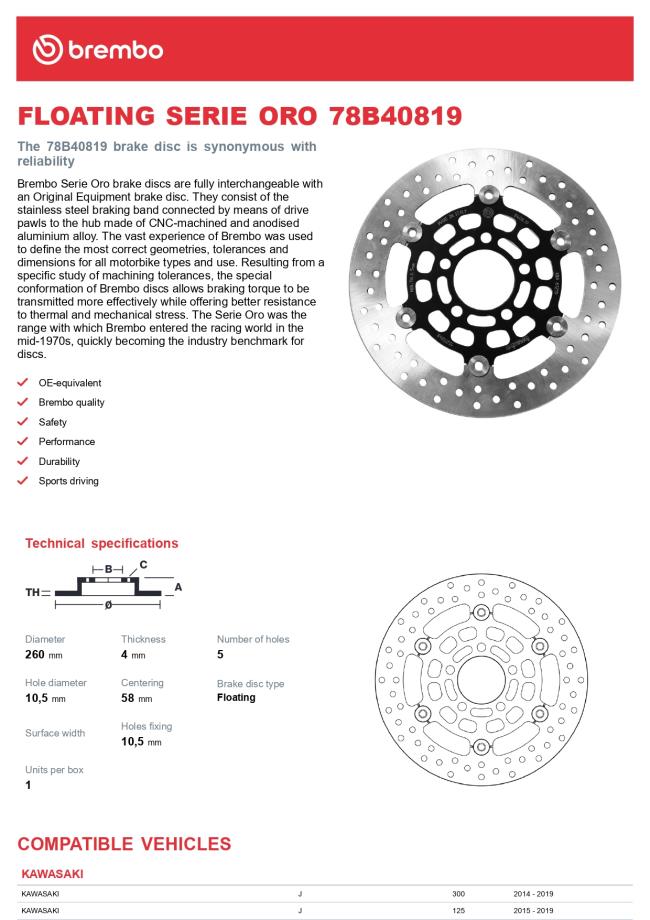 brembo
FLOATING SERIE ORO 78B40819
The 78B40819 brake disc is synonymous with
reliability
Brembo Serie Oro brake discs are fully interchangeable with
an Original Equipment brake disc. They consist of the
stainless steel braking band connected by means of drive
pawls to the hub made of CNC-machined and anodised
aluminium alloy. The vast experience of Brembo was used
to define the most correct geometries, tolerances and
dimensions for all motorbike types and use. Resulting from a
specific study of machining tolerances, the special
conformation of Brembo discs allows braking torque to be
transmitted more effectively while offering better resistance
to thermal and mechanical stress. The Serie Oro was the
range with which Brembo entered the racing world in the
mid-1970s, quickly becoming the industry benchmark for
discs.
OE-equivalent
Brembo quality
Safety
Performance
Durability
Sports driving
Technical specifications
B
C
TH
A
Ø
Diameter Thickness Number of holes
260 mm 4 mm 5
Hole diameter Centering Brake disc type
10,5 mm 58 mm Floating
Surface width Holes fixing
10,5 mm
Units per box
1
COMPATIBLE VEHICLES
KAWASAKI
KAWASAKI J 300 2014 - 2019
KAWASAKI J 125 2015 - 2019